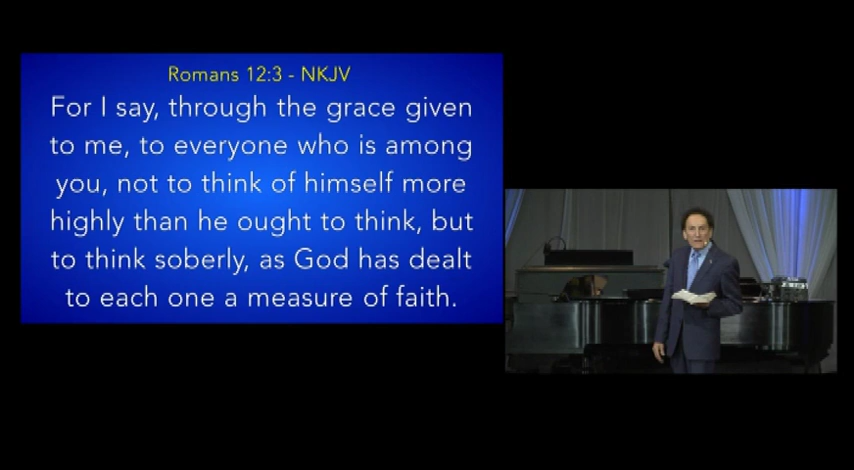 Romans 12:3 - NKJV
For I say, through the grace given
to me, to everyone who is among
you, not to think of himself more
highly than he ought to think, but
to think soberly, as God has dealt
to each one a measure of faith.